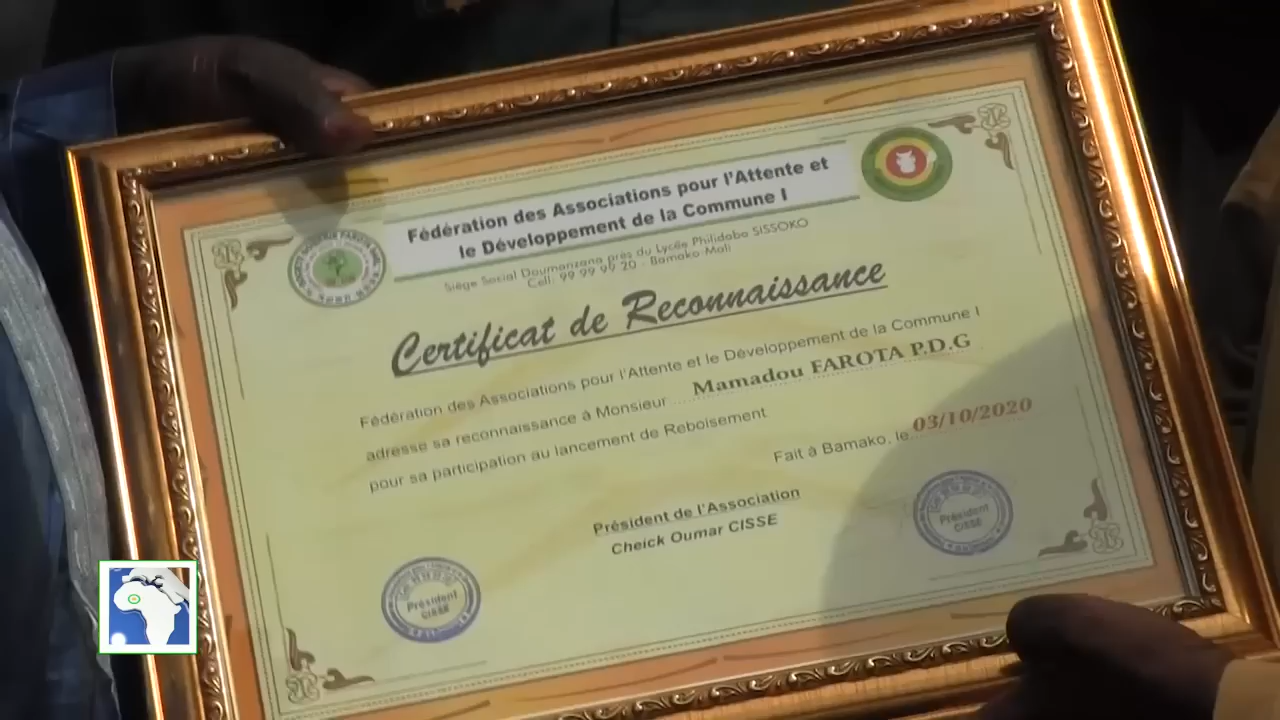 Fédération des Associations pour l'Attente et
le Développement de la Commune I
Siège Social Doumanzana près du Lycée Philidabo SISSOKO
Cell: 99 99 99 20 - Bamako Mali
Certificat de Reconnaissance
Fédération des Associations pour l'Attente et le Développement de la Commune I
adresse sa reconnaissance à Monsieur Mamadou FAROTA P.D.G
pour sa participation au lancement de Reboisement
Fait à Bamako, le 03/10/2020
Président de l'Association
Cheick Oumar CISSE
Président
CISSE
Président
CISSE